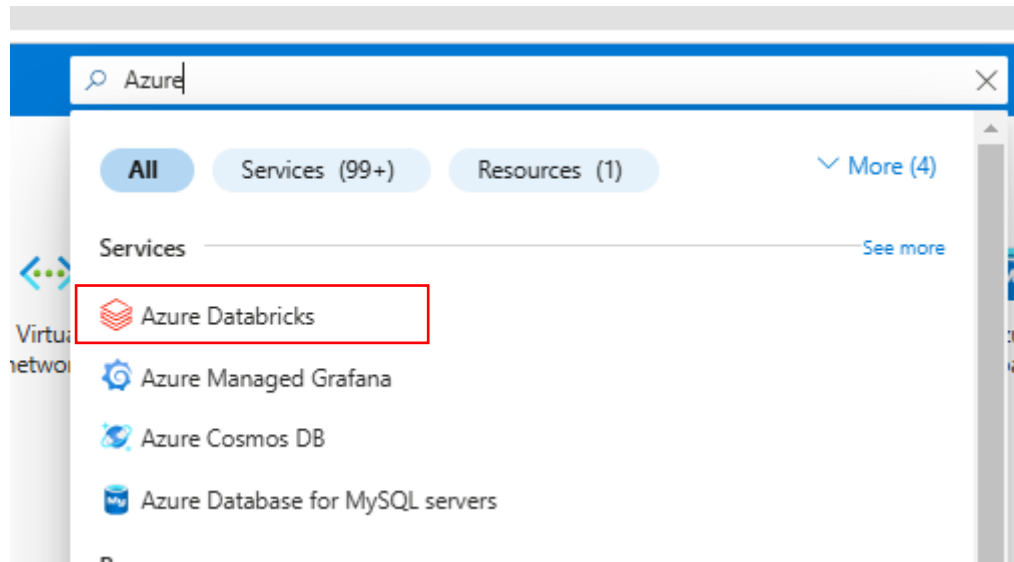 Azure
All Services (99+) Resources (1) More (4)
Services See more
Azure Databricks
Azure Managed Grafana
Azure Cosmos DB
My Azure Database for MySQL servers